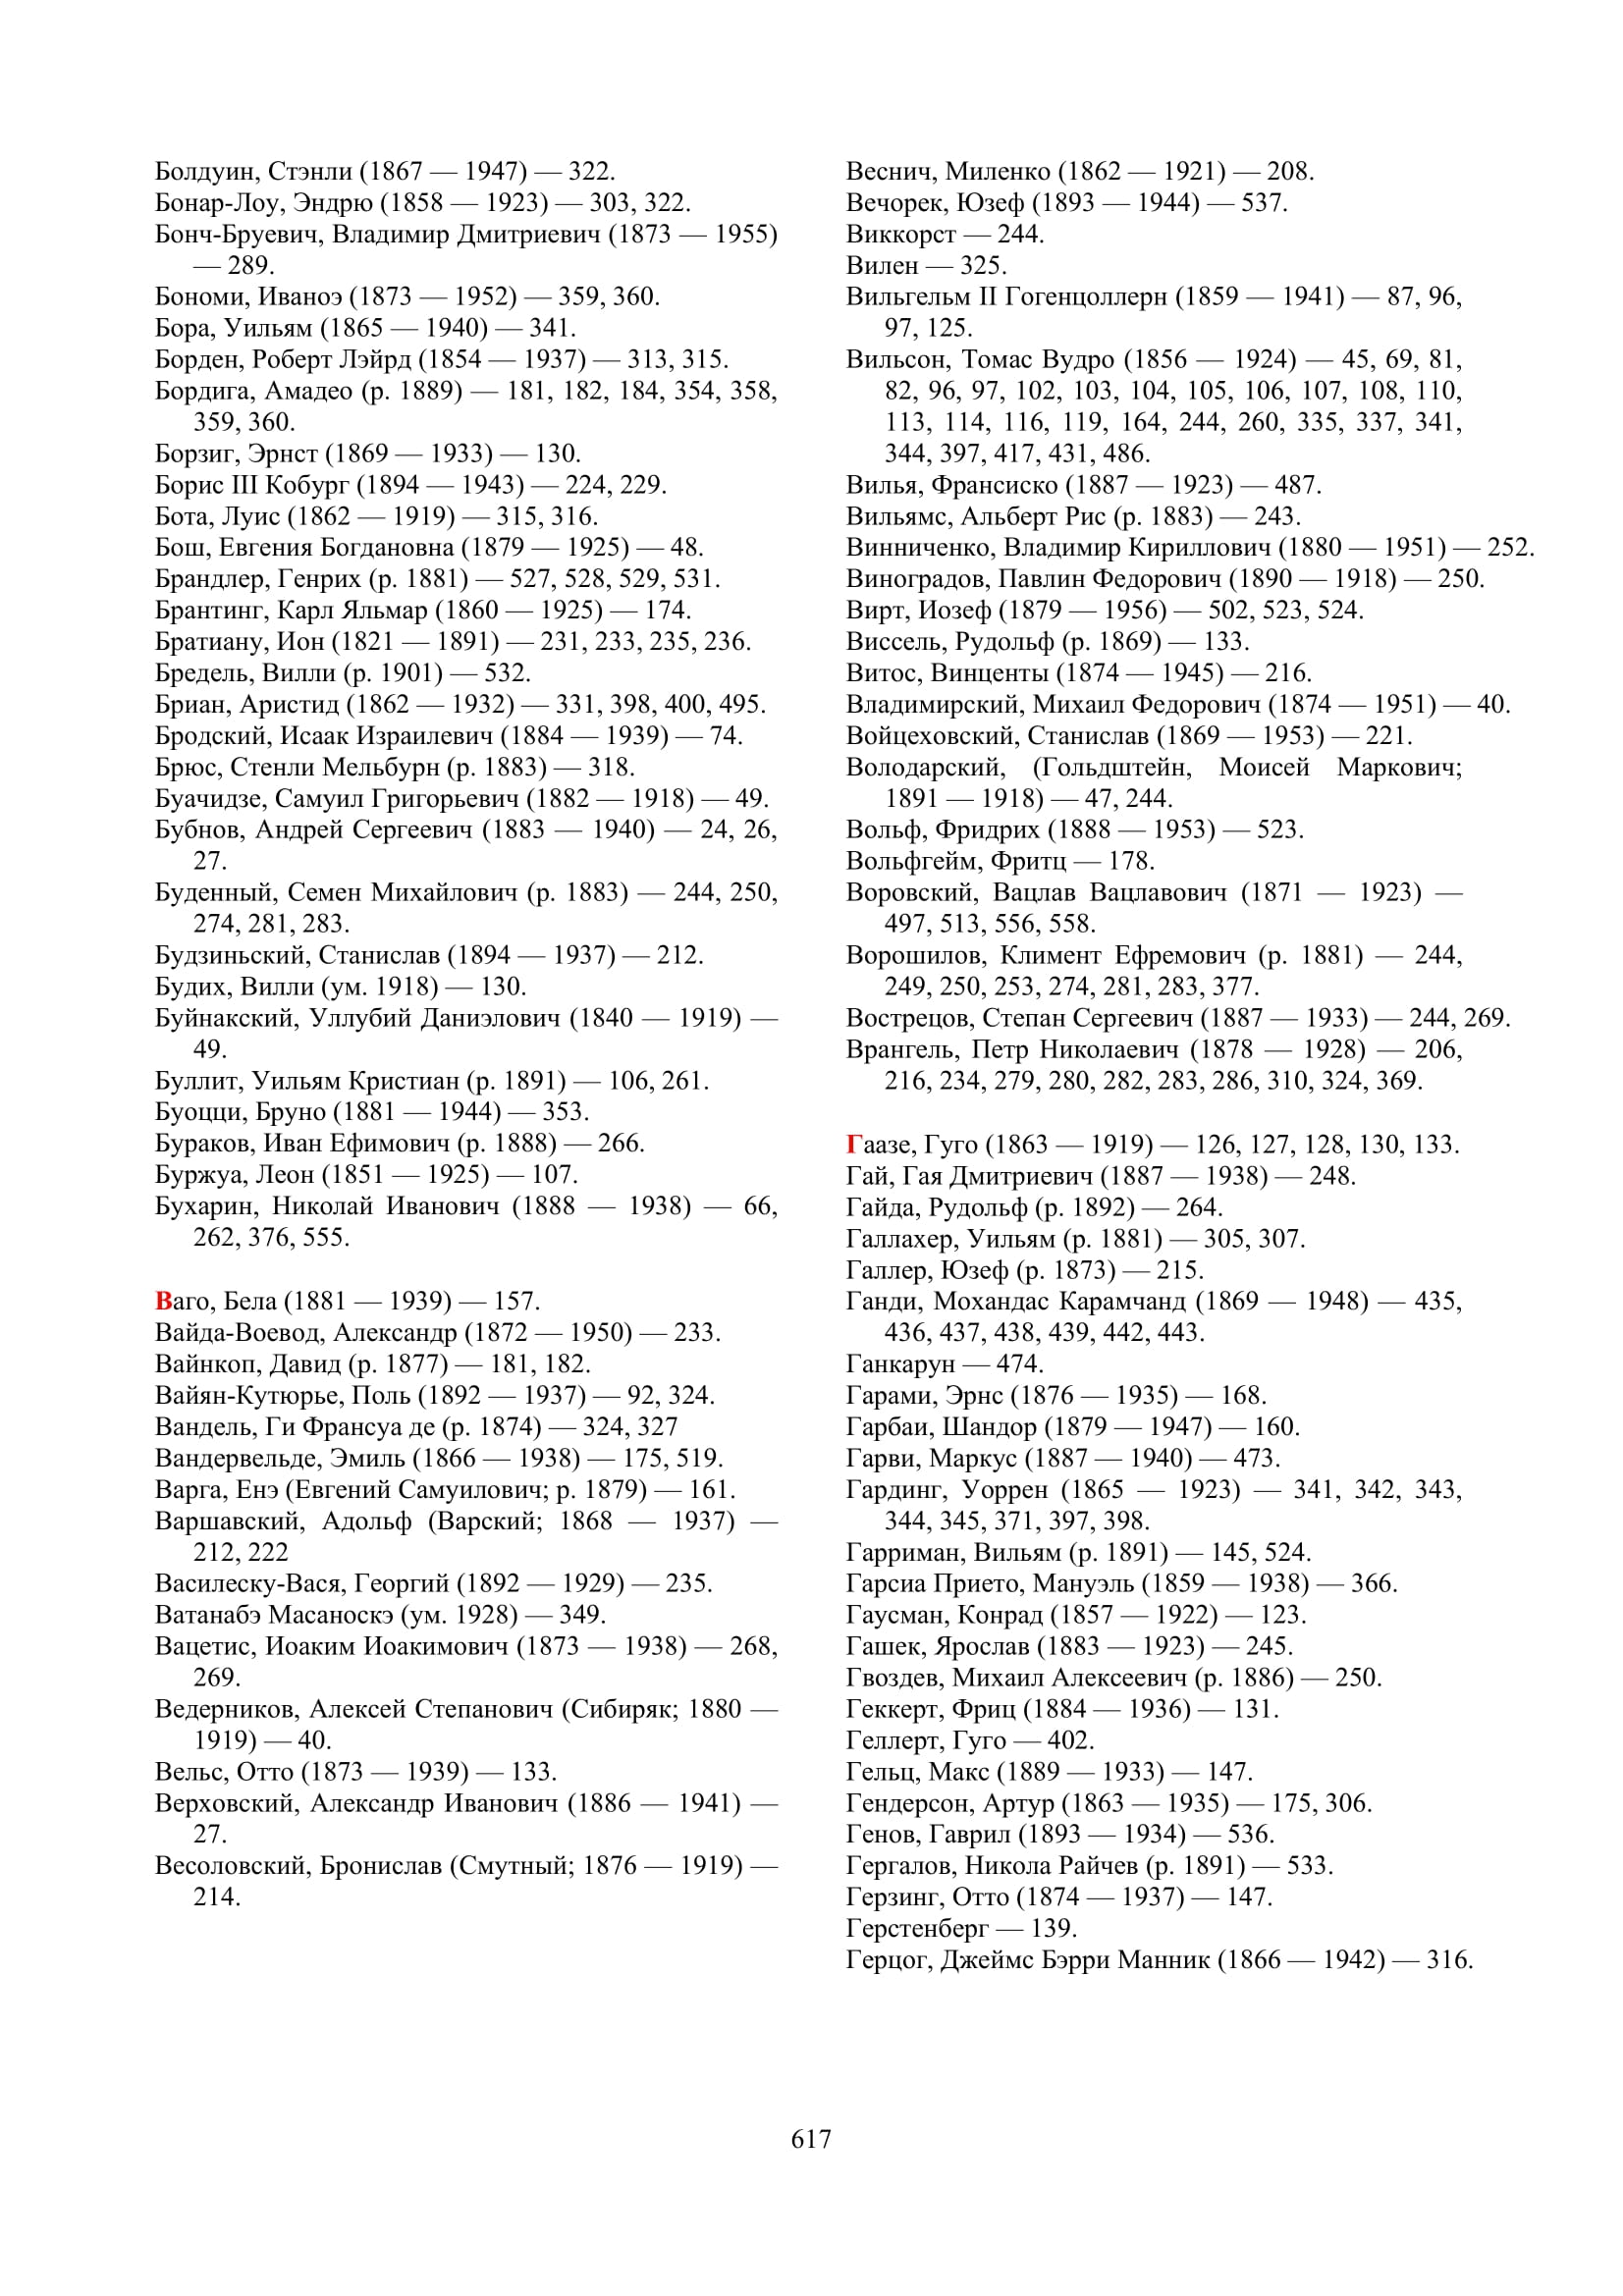 Болдуин, Стэнли (1867 — 1947) — 322.
Бонар-Лоу, Эндрю (1858 — 1923) — 303, 322.
Бонч-Бруевич, Владимир Дмитриевич (1873 — 1955)
— 289.
Бономи, Иваноэ (1873 — 1952) — 359, 360.
Бора, Уильям (1865 — 1940) — 341.
Борден, Роберт Лэйрд (1854 — 1937) — 313, 315.
Бордига, Амадео (р. 1889) — 181, 182, 184, 354, 358,
359, 360.
Борзиг, Эрнст (1869 — 1933) — 130.
Борис III Кобург (1894 — 1943) — 224, 229.
Бота, Луис (1862 — 1919) — 315, 316.
Бош, Евгения Богдановна (1879 — 1925) — 48.
Брандлер, Генрих (р. 1881) — 527, 528, 529, 531.
Брантинг, Карл Яльмар (1860 — 1925) — 174.
Братиану, Ион (1821 — 1891) — 231, 233, 235, 236.
Бредель, Вилли (р. 1901) — 532.
Бриан, Аристид (1862 — 1932) — 331, 398, 400, 495.
Бродский, Исаак Израилевич (1884 — 1939) — 74.
Брюс, Стенли Мельбурн (р. 1883) — 318.
Буачидзе, Самуил Григорьевич (1882 — 1918) — 49.
Бубнов, Андрей Сергеевич (1883 — 1940) — 24, 26,
27.
Буденный, Семен Михайлович (р. 1883) — 244, 250,
274, 281, 283.
Будзиньский, Станислав (1894 — 1937) — 212.
Будих, Вилли (ум. 1918) — 130.
Буйнакский, Уллубий Даниэлович (1840 — 1919) —
49.
Буллит, Уильям Кристиан (р. 1891) — 106, 261.
Буоцци, Бруно (1881 — 1944) — 353.
Бураков, Иван Ефимович (р. 1888) — 266.
Буржуа, Леон (1851 — 1925) — 107.
Бухарин, Николай Иванович (1888 — 1938) — 66,
262, 376, 555.
Ваго, Бела (1881 — 1939) — 157.
Вайда-Воевод, Александр (1872 — 1950) — 233.
Вайнкоп, Давид (р. 1877) — 181, 182.
Вайян-Кутюрье, Поль (1892 — 1937) — 92, 324.
Вандель, Ги Франсуа де (р. 1874) — 324, 327
Вандервельде, Эмиль (1866 — 1938) — 175, 519.
Варга, Енэ (Евгений Самуилович; р. 1879) — 161.
Варшавский, Адольф (Варский; 1868 — 1937) —
212, 222
Василеску-Вася, Георгий (1892 — 1929) — 235.
Ватанабэ Масаноскэ (ум. 1928) — 349.
Вацетис, Иоаким Иоакимович (1873 — 1938) — 268,
269.
Ведерников, Алексей Степанович (Сибиряк; 1880 —
1919) — 40.
Вельс, Отто (1873 — 1939) — 133.
Верховский, Александр Иванович (1886 — 1941) —
27.
Весоловский, Бронислав (Смутный; 1876 — 1919) —
214.
Веснич, Миленко (1862 — 1921) — 208.
Вечорек, Юзеф (1893 — 1944) — 537.
Виккорст — 244.
Вилен — 325.
Вильгельм II Гогенцоллерн (1859 — 1941) — 87, 96,
97, 125.
Вильсон, Томас Вудро (1856 — 1924) — 45, 69, 81,
82, 96, 97, 102, 103, 104, 105, 106, 107, 108, 110,
113, 114, 116, 119, 164, 244, 260, 335, 337, 341,
344, 397, 417, 431, 486.
Вилья, Франсиско (1887 — 1923) — 487.
Вильямс, Альберт Рис (р. 1883) — 243.
Винниченко, Владимир Кириллович (1880 — 1951) — 252.
Виноградов, Павлин Федорович (1890 — 1918) — 250.
Вирт, Иозеф (1879 — 1956) — 502, 523, 524.
Виссель, Рудольф (р. 1869) — 133.
Витос, Винценты (1874 — 1945) — 216.
Владимирский, Михаил Федорович (1874 — 1951) — 40.
Войцеховский, Станислав (1869 — 1953) — 221.
Володарский, (Гольдштейн, Моисей Маркович;
1891 — 1918) — 47, 244.
Вольф, Фридрих (1888 — 1953) — 523.
Вольфгейм, Фритц — 178.
Воровский, Вацлав Вацлавович (1871 — 1923) —
497, 513, 556, 558.
Ворошилов, Климент Ефремович (р. 1881) — 244,
249, 250, 253, 274, 281, 283, 377.
Вострецов, Степан Сергеевич (1887 — 1933) — 244, 269.
Врангель, Петр Николаевич (1878 — 1928) — 206,
216, 234, 279, 280, 282, 283, 286, 310, 324, 369.
Гаазе, Гуго (1863 — 1919) — 126, 127, 128, 130, 133.
Гай, Гая Дмитриевич (1887 — 1938) — 248.
Гайда, Рудольф (р. 1892) — 264.
Галлахер, Уильям (р. 1881) — 305, 307.
Галлер, Юзеф (р. 1873) — 215.
Ганди, Мохандас Карамчанд (1869 — 1948) — 435,
436, 437, 438, 439, 442, 443.
Ганкарун — 474.
Гарами, Эрнс (1876 — 1935) — 168.
Гарбаи, Шандор (1879 — 1947) — 160.
Гарви, Маркус (1887 — 1940) — 473.
Гардинг, Уоррен (1865 — 1923) — 341, 342, 343,
344, 345, 371, 397, 398.
Гарриман, Вильям (р. 1891) — 145, 524.
Гарсиа Прието, Мануэль (1859 — 1938) — 366.
Гаусман, Конрад (1857 — 1922) — 123.
Гашек, Ярослав (1883 — 1923) — 245.
Гвоздев, Михаил Алексеевич (р. 1886) — 250.
Геккерт, Фриц (1884 — 1936) — 131.
Геллерт, Гуго — 402.
Гельц, Макс (1889 — 1933) — 147.
Гендерсон, Артур (1863 — 1935) — 175, 306.
Генов, Гаврил (1893 — 1934) — 536.
Гергалов, Никола Райчев (р. 1891) — 533.
Герзинг, Отто (1874 — 1937) — 147.
Герстенберг — 139.
Герцог, Джеймс Бэрри Манник (1866 — 1942) — 316.
617